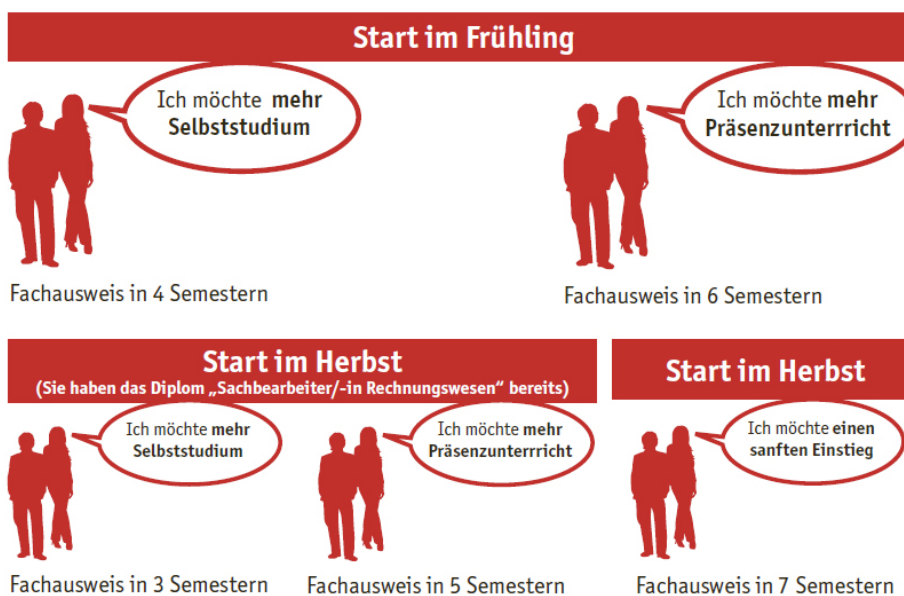 Start im Frühling
Ich möchte mehr
Selbststudium
Ich möchte mehr
Präsenzunterrricht
Fachausweis in 4 Semestern
Fachausweis in 6 Semestern
Start im Herbst
(Sie haben das Diplom „Sachbearbeiter/-in Rechnungswesen“ bereits)
Start im Herbst
Ich möchte mehr
Selbststudium
Ich möchte mehr
Präsenzunterrricht
Ich möchte einen
sanften Einstieg
Fachausweis in 3 Semestern
Fachausweis in 5 Semestern
Fachausweis in 7 Semestern